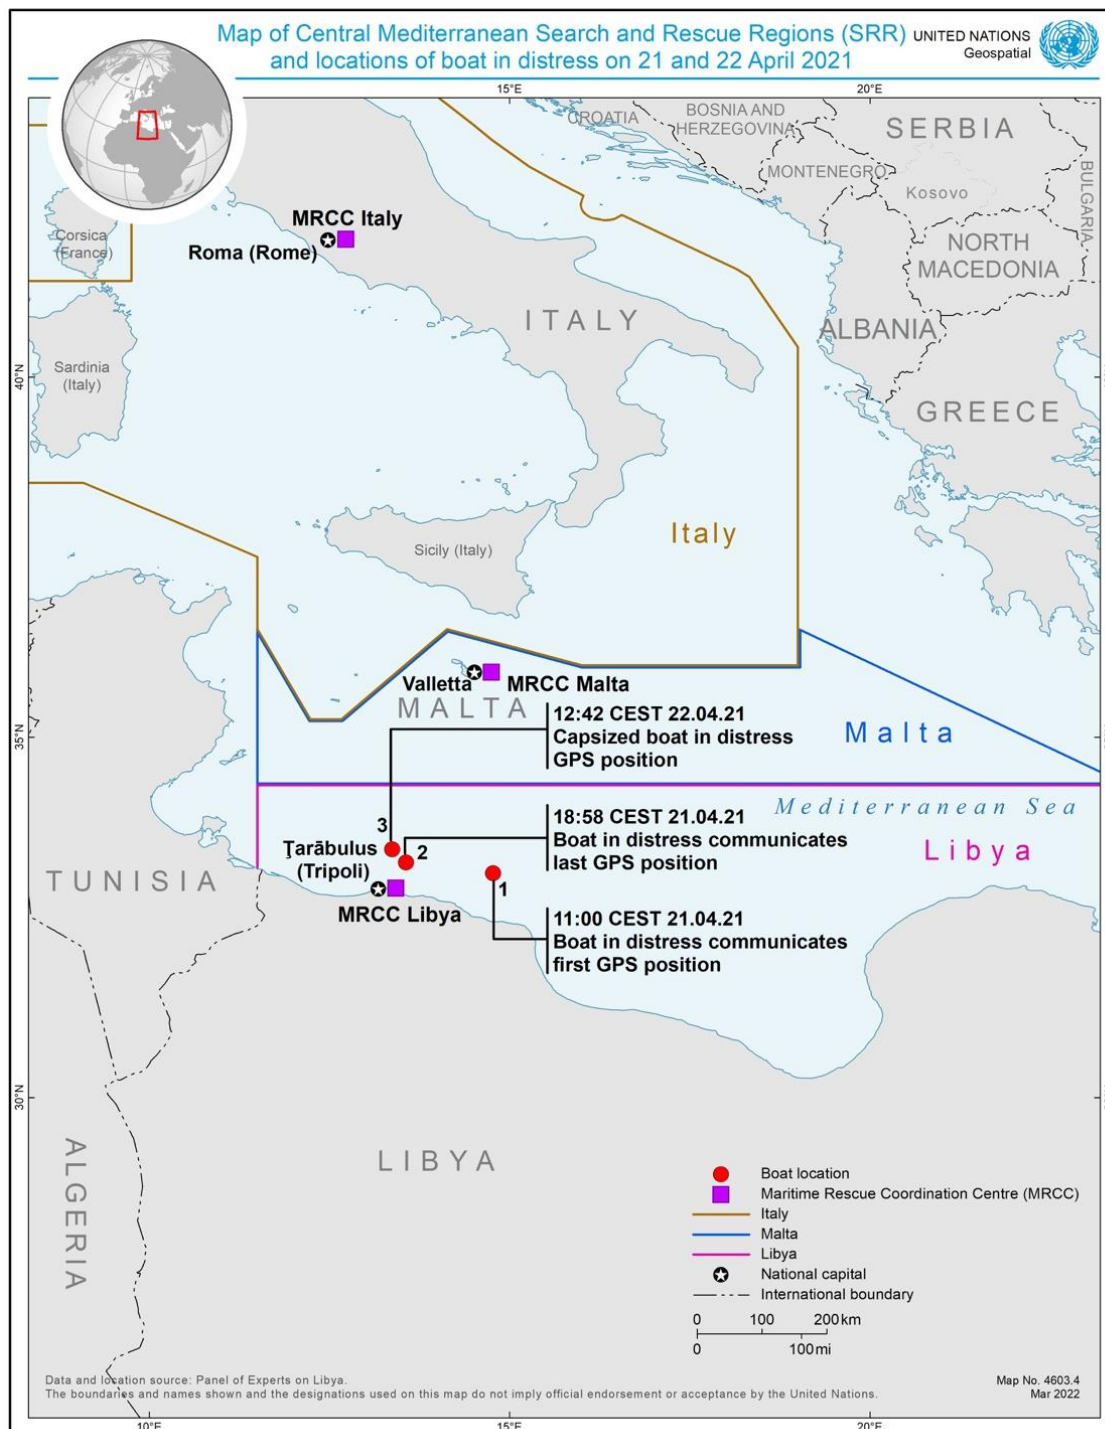 Map of Central Mediterranean Search and Rescue Regions (SRR)
and locations of boat in distress on 21 and 22 April 2021
UNITED NATIONS
Geospatial
15°E
20°E
CROATIA
BOSNIA AND
HERZEGOVINA
SERBIA
MONTENEGRO
Kosovo
BULGARIA
MRCC Italy
Roma (Rome)
Corsica
(France)
NORTH
MACEDONIA
ITALY
ALBANIA
Sardinia
(Italy)
40°N
GREECE
Italy
Sicily (Italy)
Valletta
MRCC Malta
MALTA
12:42 CEST 22.04.21
Capsized boat in distress
GPS position
Malta
35°N
Mediterranean Sea
18:58 CEST 21.04.21
Boat in distress communicates
last GPS position
3
2
Ţarābulus
(Tripoli)
Libya
TUNISIA
1
MRCC Libya
11:00 CEST 21.04.21
Boat in distress communicates
first GPS position
30°N
ALGERIA
LIBYA
Boat location
Maritime Rescue Coordination Centre (MRCC)
Italy
Malta
Libya
National capital
International boundary
0 100 200 km
0 100 mi
Data and location source: Panel of Experts on Libya.
The boundaries and names shown and the designations used on this map do not imply official endorsement or acceptance by the United Nations.
Map No. 4603.4
Mar 2022
10°E
15°E
20°E